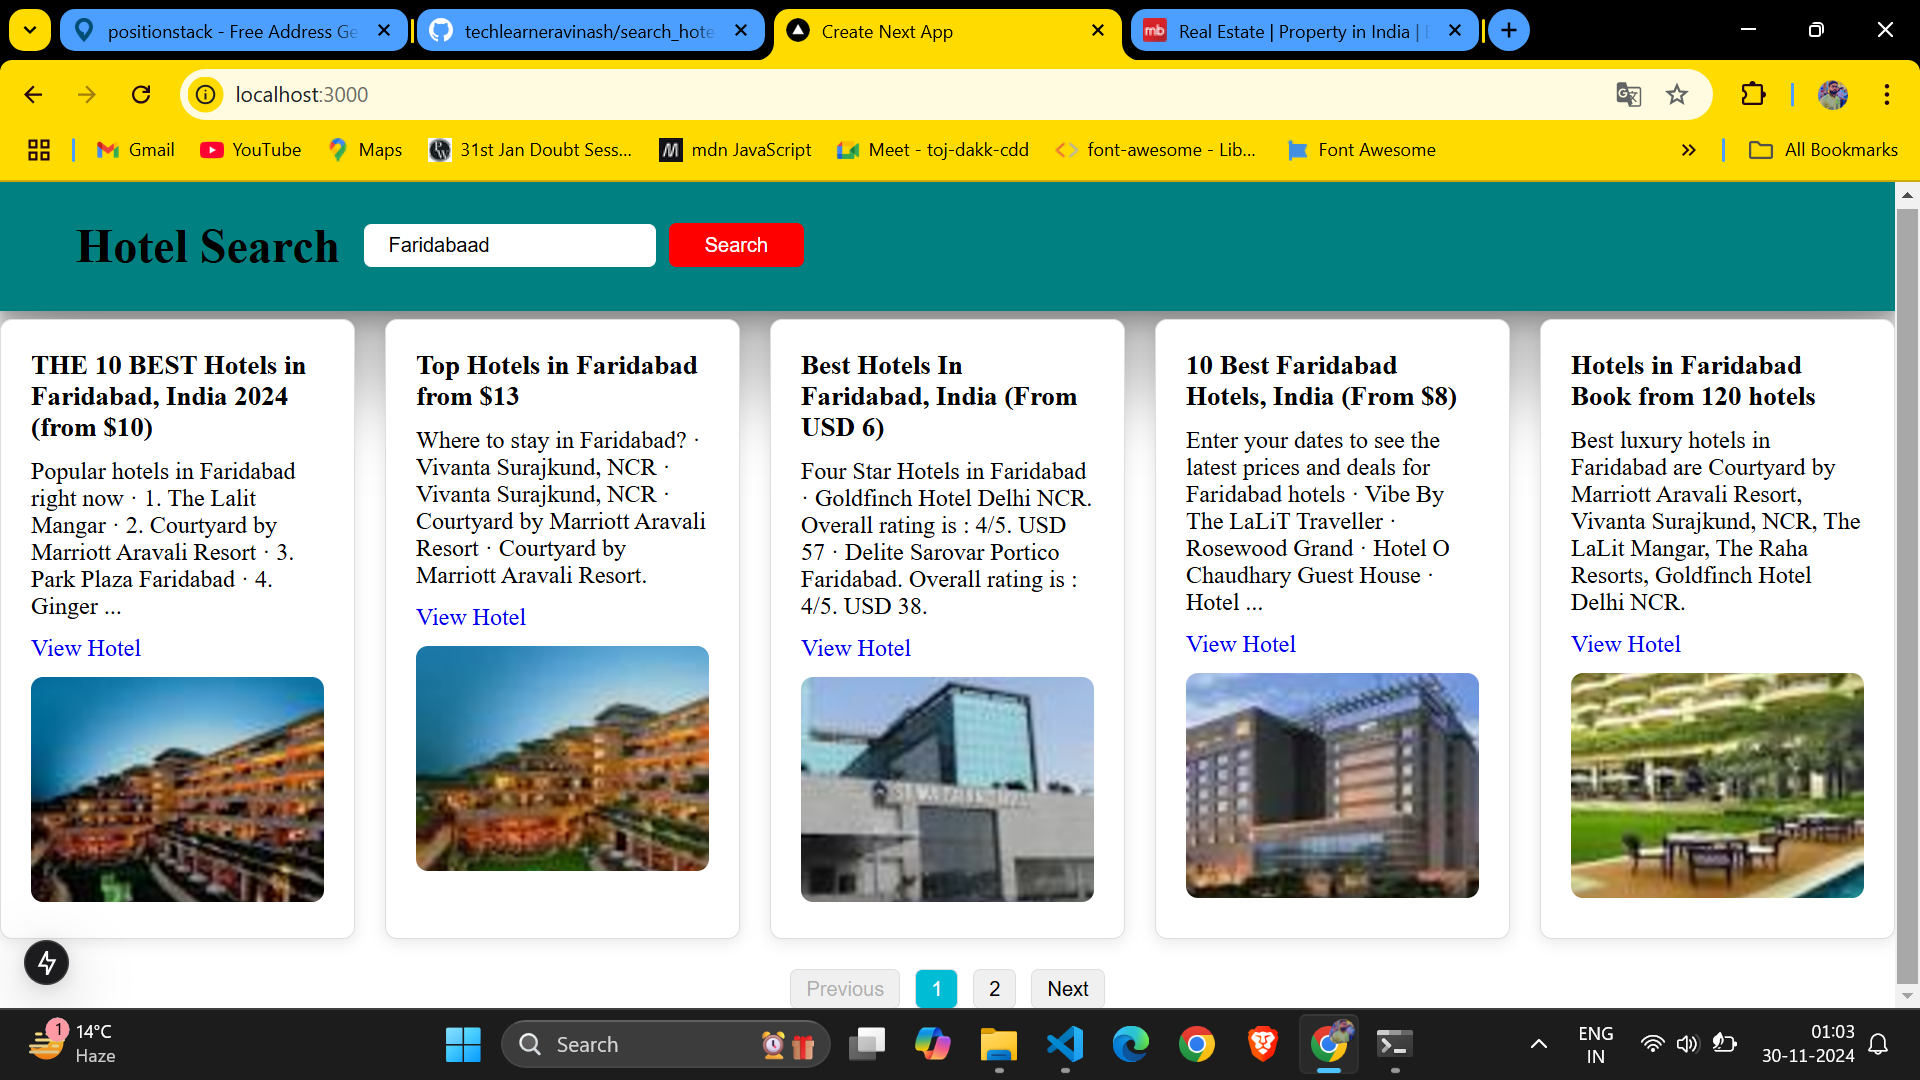 positionstack - Free Address Ge
techlearneravinash/search_hote
Create Next App
mb
Real Estate | Property in India |
localhost:3000
Gmail
YouTube
Maps
31st Jan Doubt Sess...
mdn JavaScript
Meet - toj-dakk-cdd
font-awesome - Lib...
Font Awesome
All Bookmarks
Hotel Search
Faridabaad
Search
THE 10 BEST Hotels in
Faridabad, India 2024
(from $10)
Popular hotels in Faridabad
right now · 1. The Lalit
Mangar · 2. Courtyard by
Marriott Aravali Resort · 3.
Park Plaza Faridabad · 4.
Ginger ...
View Hotel
Top Hotels in Faridabad
from $13
Where to stay in Faridabad? ·
Vivanta Surajkund, NCR ·
Vivanta Surajkund, NCR ·
Courtyard by Marriott Aravali
Resort · Courtyard by
Marriott Aravali Resort.
View Hotel
Best Hotels In
Faridabad, India (From
USD 6)
Four Star Hotels in Faridabad
· Goldfinch Hotel Delhi NCR.
Overall rating is : 4/5. USD
57 · Delite Sarovar Portico
Faridabad. Overall rating is :
4/5. USD 38.
View Hotel
10 Best Faridabad
Hotels, India (From $8)
Enter your dates to see the
latest prices and deals for
Faridabad hotels · Vibe By
The LaLiT Traveller ·
Rosewood Grand · Hotel O
Chaudhary Guest House ·
Hotel ...
View Hotel
Hotels in Faridabad
Book from 120 hotels
Best luxury hotels in
Faridabad are Courtyard by
Marriott Aravali Resort,
Vivanta Surajkund, NCR, The
LaLit Mangar, The Raha
Resorts, Goldfinch Hotel
Delhi NCR.
View Hotel
Previous
1
2
Next
1
14°C
Haze
Search
ENG
IN
01:03
30-11-2024